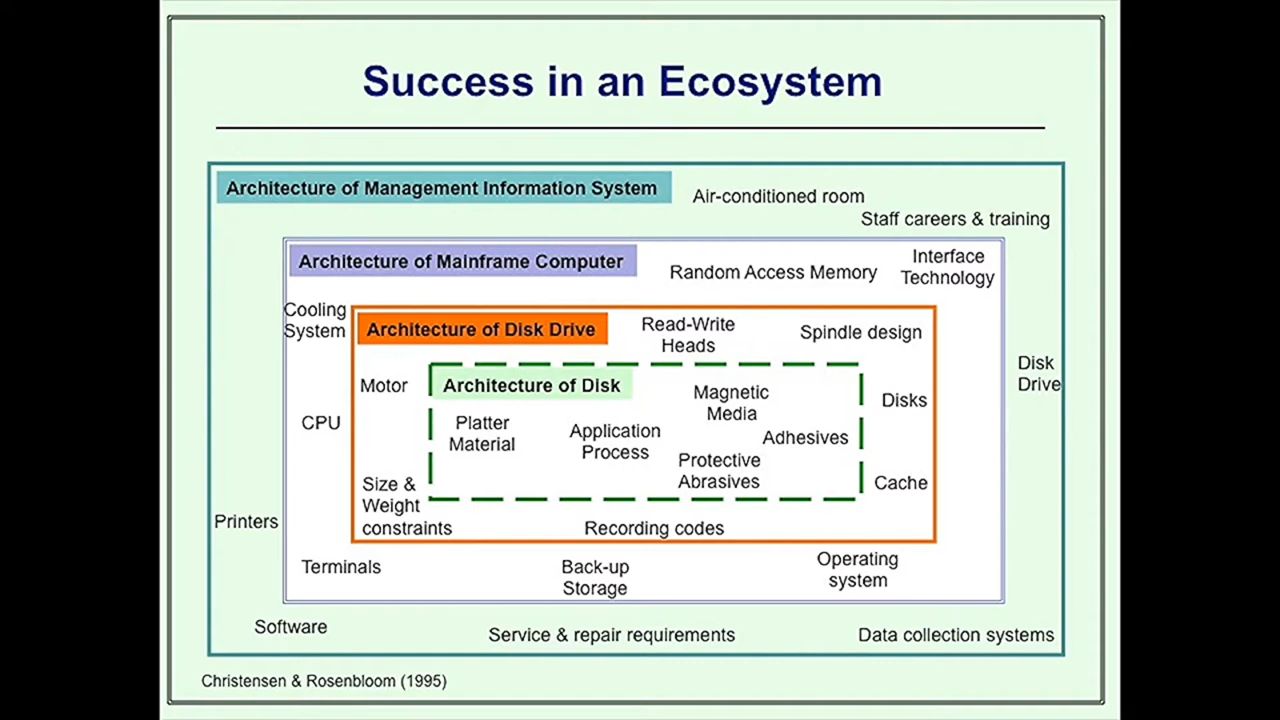 Success in an Ecosystem
Architecture of Management Information System
Air-conditioned room
Staff careers & training
Architecture of Mainframe Computer
Random Access Memory
Interface
Technology
Cooling
System
Architecture of Disk Drive
Read-Write
Heads
Spindle design
Disk
Drive
Motor
Architecture of Disk
Magnetic
Media
Disks
CPU
Platter
Material
Application
Process
Adhesives
Protective
Abrasives
Size &
Weight
constraints
Cache
Printers
Recording codes
Terminals
Back-up
Storage
Operating
system
Software
Service & repair requirements
Data collection systems
Christensen & Rosenbloom (1995)